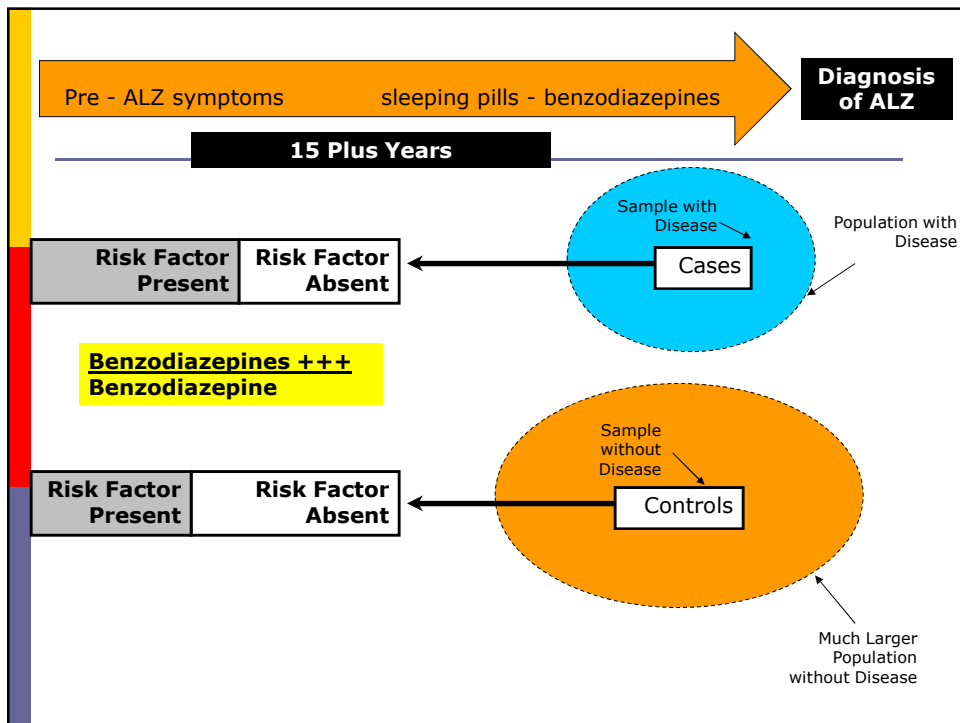 Pre - ALZ symptoms sleeping pills - benzodiazepines
Diagnosis
of ALZ
15 Plus Years
Sample with
Disease
Population with
Disease
Risk Factor
Present
Risk Factor
Absent
Cases
Benzodiazepines +++
Benzodiazepine
Sample
without
Disease
Risk Factor
Present
Risk Factor
Absent
Controls
Much Larger
Population
without Disease